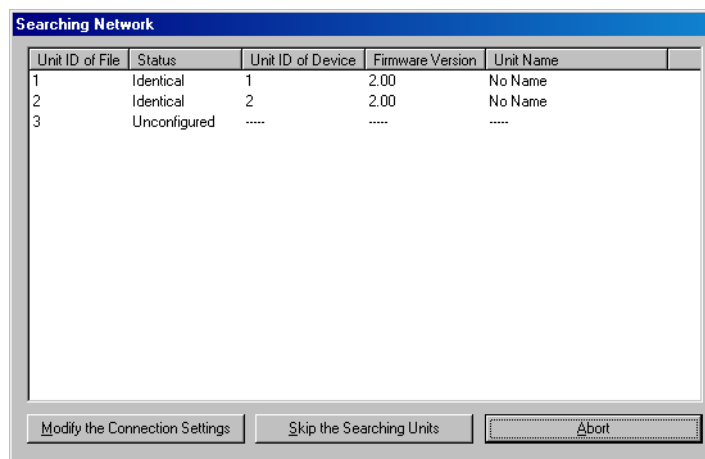 Searching Network
Unit ID of File Status Unit ID of Device Firmware Version Unit Name
1 Identical 1 2.00 No Name
2 Identical 2 2.00 No Name
3 Unconfigured ----- ----- -----
Modify the Connection Settings Skip the Searching Units Abort